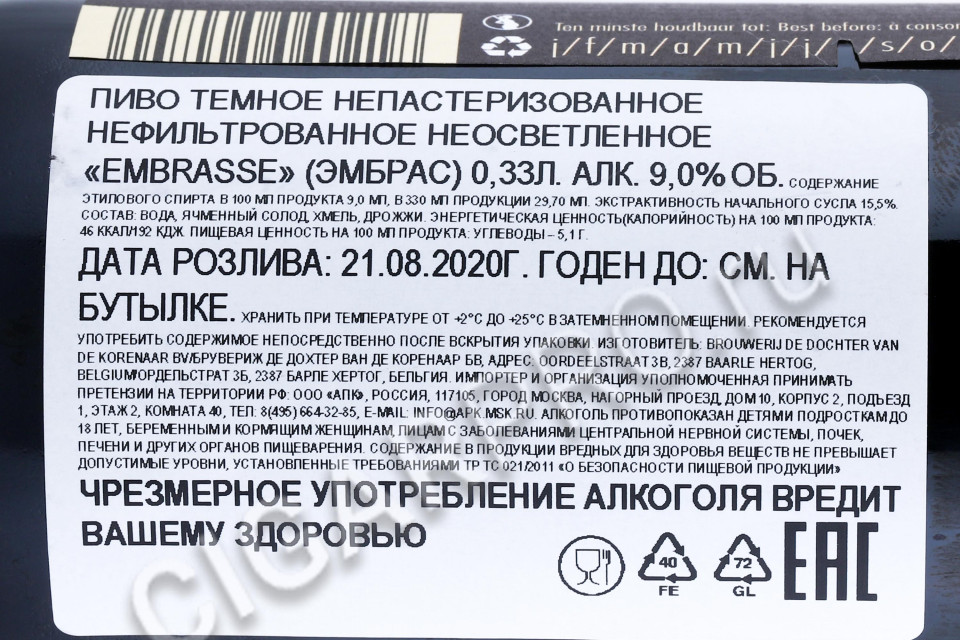 Ten minste houdbaar tot: Best before: à conso
j/f/m/a/m/j/j/ /s/o/
ПИВО ТЕМНОЕ НЕПАСТЕРИЗОВАННОЕ
НЕФИЛЬТРОВАННОЕ НЕОСВЕТЛЕННОЕ
«EMBRASSE» (ЭМБРАС) 0,33Л. АЛК. 9,0% ОБ. СОДЕРЖАНИЕ
ЭТИЛОВОГО СПИРТА В 100 МЛ ПРОДУКТА 9,0 МЛ, В 330 МЛ ПРОДУКЦИИ 29,70 МЛ. ЭКСТРАКТИВНОСТЬ НАЧАЛЬНОГО СУСЛА 15,5%.
СОСТАВ: ВОДА, ЯЧМЕННЫЙ СОЛОД, ХМЕЛЬ, ДРОЖЖИ. ЭНЕРГЕТИЧЕСКАЯ ЦЕННОСТЬ(КАЛОРИЙНОСТЬ) НА 100 МЛ ПРОДУКТА:
46 ККАЛ/192 КДЖ. ПИЩЕВАЯ ЦЕННОСТЬ НА 100 МЛ ПРОДУКТА: УГЛЕВОДЫ – 5,1 Г.
ДАТА РОЗЛИВА: 21.08.2020Г. ГОДЕН ДО: СМ. НА
БУТЫЛКЕ. ХРАНИТЬ ПРИ ТЕМПЕРАТУРЕ ОТ +2°С ДО +25°С В ЗАТЕМНЕННОМ ПОМЕЩЕНИИ. РЕКОМЕНДУЕТСЯ
УПОТРЕБИТЬ СОДЕРЖИМОЕ НЕПОСРЕДСТВЕННО ПОСЛЕ ВСКРЫТИЯ УПАКОВКИ. ИЗГОТОВИТЕЛЬ: BROUWERIJ DE DOCHTER VAN
DE KORENAAR BV/БРУВЕРИЖ ДЕ ДОХТЕР ВАН ДЕ КОРЕНААР БВ, АДРЕС: OORDEELSTRAAT 3B, 2387 BAARLE HERTOG,
BELGIUM/ОРДЕЛЬСТРАТ 3Б, 2387 БАРЛЕ ХЕРТОГ, БЕЛЬГИЯ. ИМПОРТЕР И ОРГАНИЗАЦИЯ УПОЛНОМОЧЕННАЯ ПРИНИМАТЬ
ПРЕТЕНЗИИ НА ТЕРРИТОРИИ РФ: ООО «АПК», РОССИЯ, 117105, ГОРОД МОСКВА, НАГОРНЫЙ ПРОЕЗД, ДОМ 10, КОРПУС 2, ПОДЪЕЗД
1, ЭТАЖ 2, КОМНАТА 40, ТЕЛ: 8(495) 664-32-85, E-MAIL: INFO@APK.MSK.RU. АЛКОГОЛЬ ПРОТИВОПОКАЗАН ДЕТЯМ И ПОДРОСТКАМ ДО
18 ЛЕТ, БЕРЕМЕННЫМ И КОРМЯЩИМ ЖЕНЩИНАМ, ЛИЦАМ С ЗАБОЛЕВАНИЯМИ ЦЕНТРАЛЬНОЙ НЕРВНОЙ СИСТЕМЫ, ПОЧЕК,
ПЕЧЕНИ И ДРУГИХ ОРГАНОВ ПИЩЕВАРЕНИЯ. СОДЕРЖАНИЕ В ПРОДУКЦИИ ВРЕДНЫХ ДЛЯ ЗДОРОВЬЯ ВЕЩЕСТВ НЕ ПРЕВЫШАЕТ
ДОПУСТИМЫЕ УРОВНИ, УСТАНОВЛЕННЫЕ ТРЕБОВАНИЯМИ ТР ТС 021/2011 «О БЕЗОПАСНОСТИ ПИЩЕВОЙ ПРОДУКЦИИ»
ЧРЕЗМЕРНОЕ УПОТРЕБЛЕНИЕ АЛКОГОЛЯ ВРЕДИТ
ВАШЕМУ ЗДОРОВЬЮ
40 72 EAC
FE GL
CIGARPRO.ru